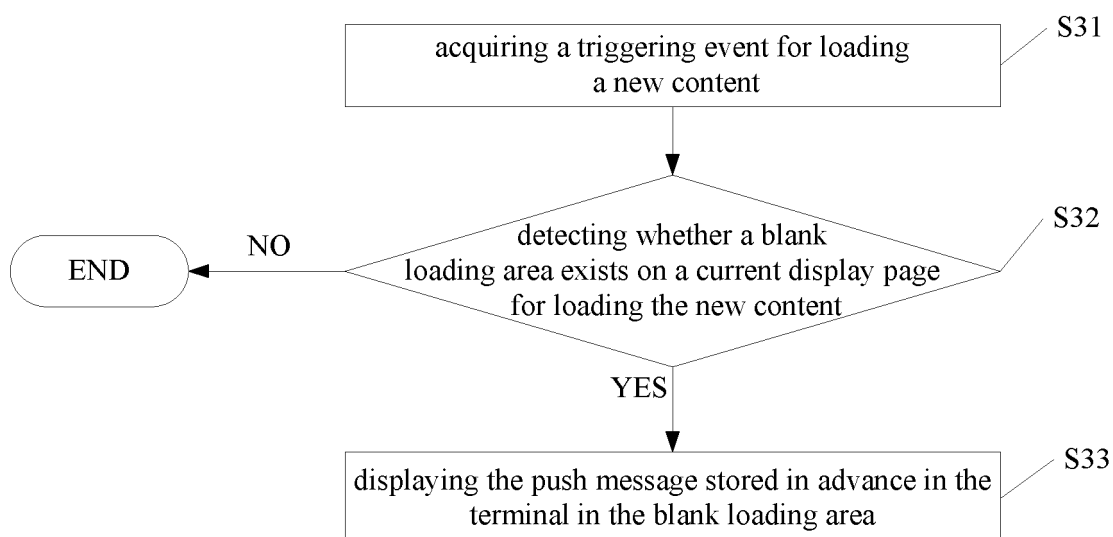 acquiring a triggering event for loading
a new content
S31
detecting whether a blank
loading area exists on a current display page
for loading the new content
S32
NO
END
YES
displaying the push message stored in advance in the
terminal in the blank loading area
S33